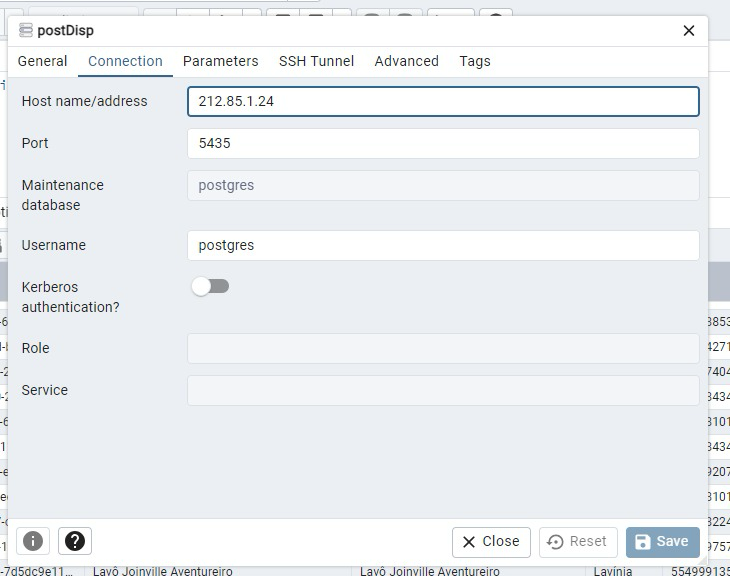 postDisp
General Connection Parameters SSH Tunnel Advanced Tags
Host name/address 212.85.1.24
Port 5435
Maintenance database postgres
Username postgres
Kerberos authentication?
Role
Service
Close Reset Save
-7d5dc9e11... Lavô Joinville Aventureiro Lavô Joinville Aventureiro Lavínia 554999135